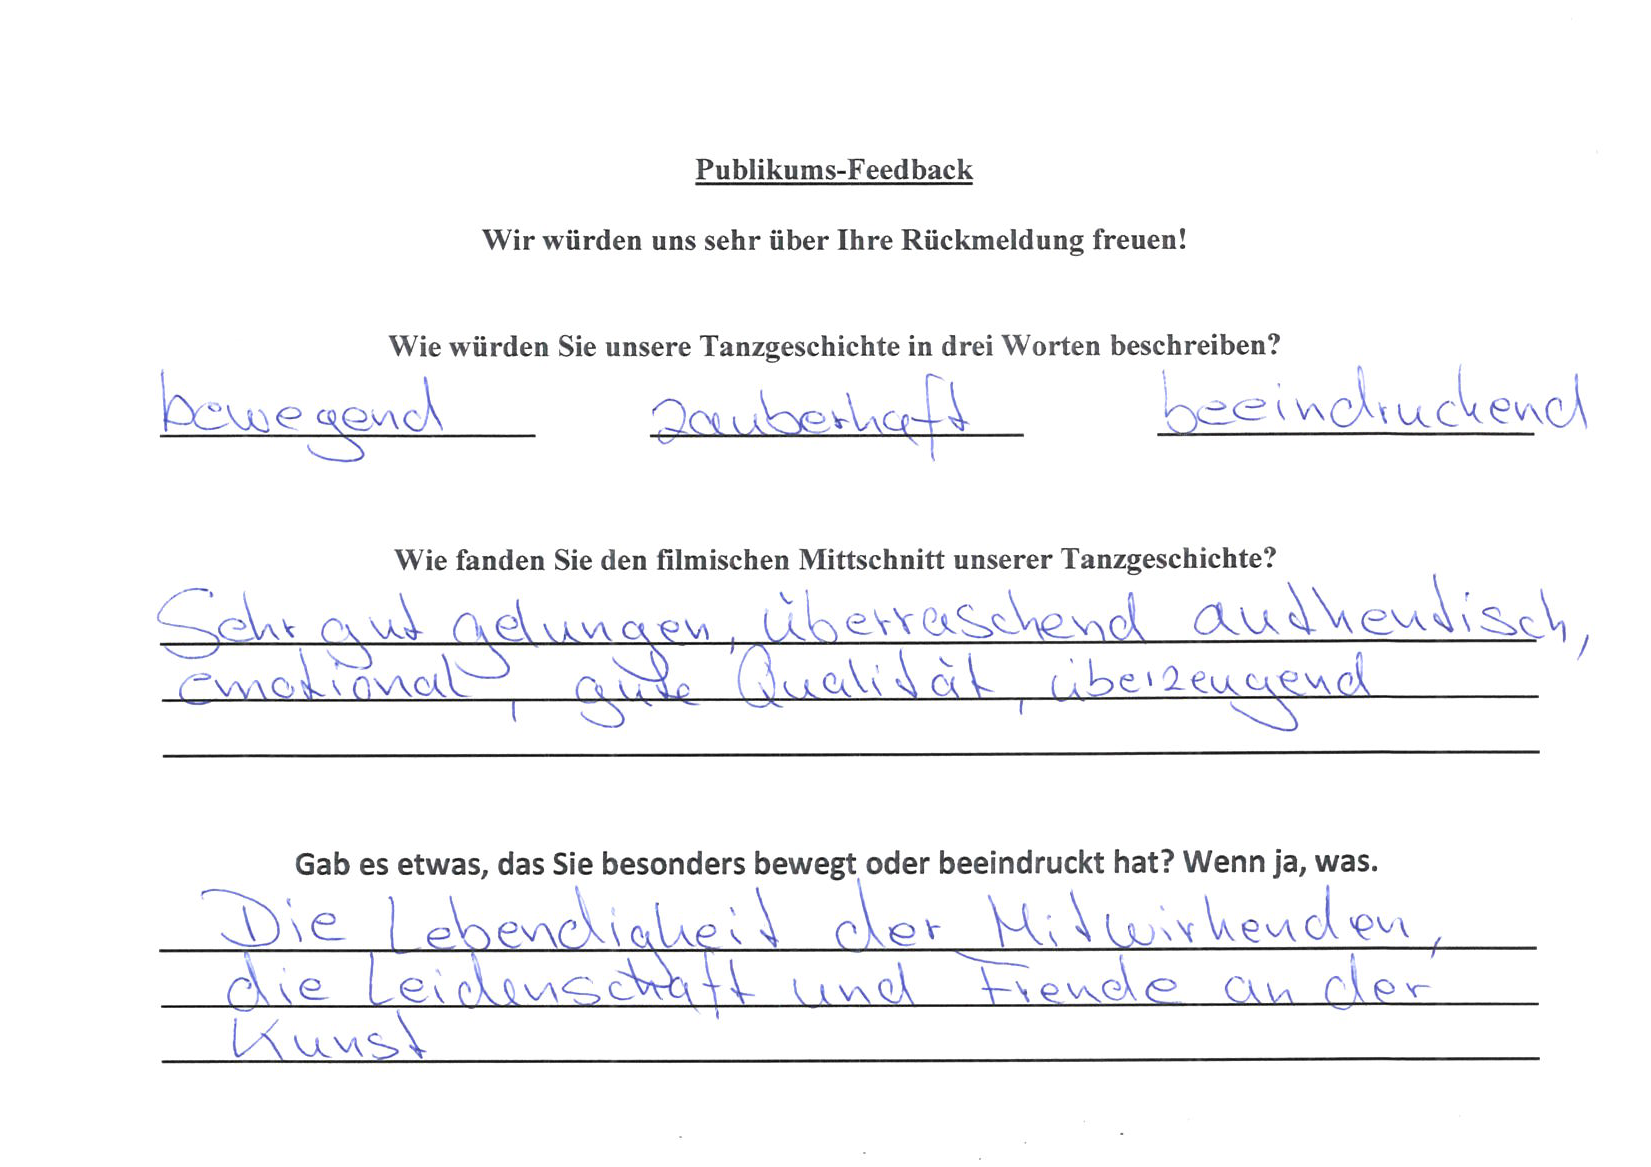 Publikums-Feedback
Wir würden uns sehr über Ihre Rückmeldung freuen!
Wie würden Sie unsere Tanzgeschichte in drei Worten beschreiben?
bewegend zauberhaft beeindruckend
Wie fanden Sie den filmischen Mittschnitt unserer Tanzgeschichte?
Sehr gut gelungen, überraschend authentisch,
emotional, gute Qualität, überzeugend
Gab es etwas, das Sie besonders bewegt oder beeindruckt hat? Wenn ja, was.
Die Lebendigkeit der Mitwirkenden,
die Leidenschaft und Freude an der
Kunst